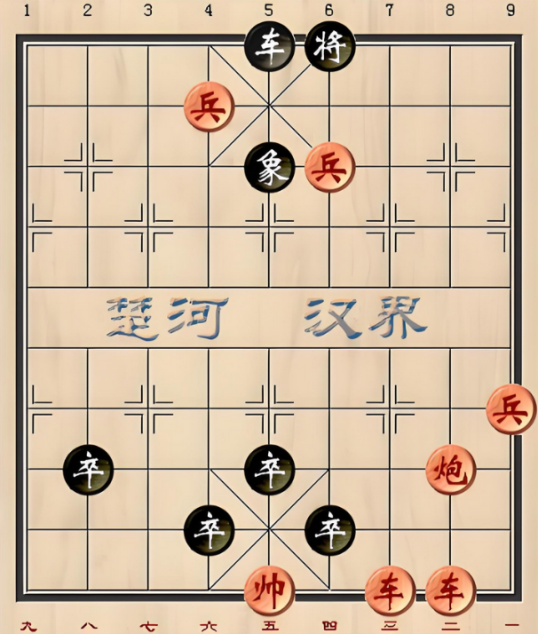 1 2 3 4 5 6 7 8 9
车 将
兵
象 兵
楚河 汉界
兵
卒 卒 炮
卒 卒
帅 车 车
九 八 七 六 五 四 三 二 一